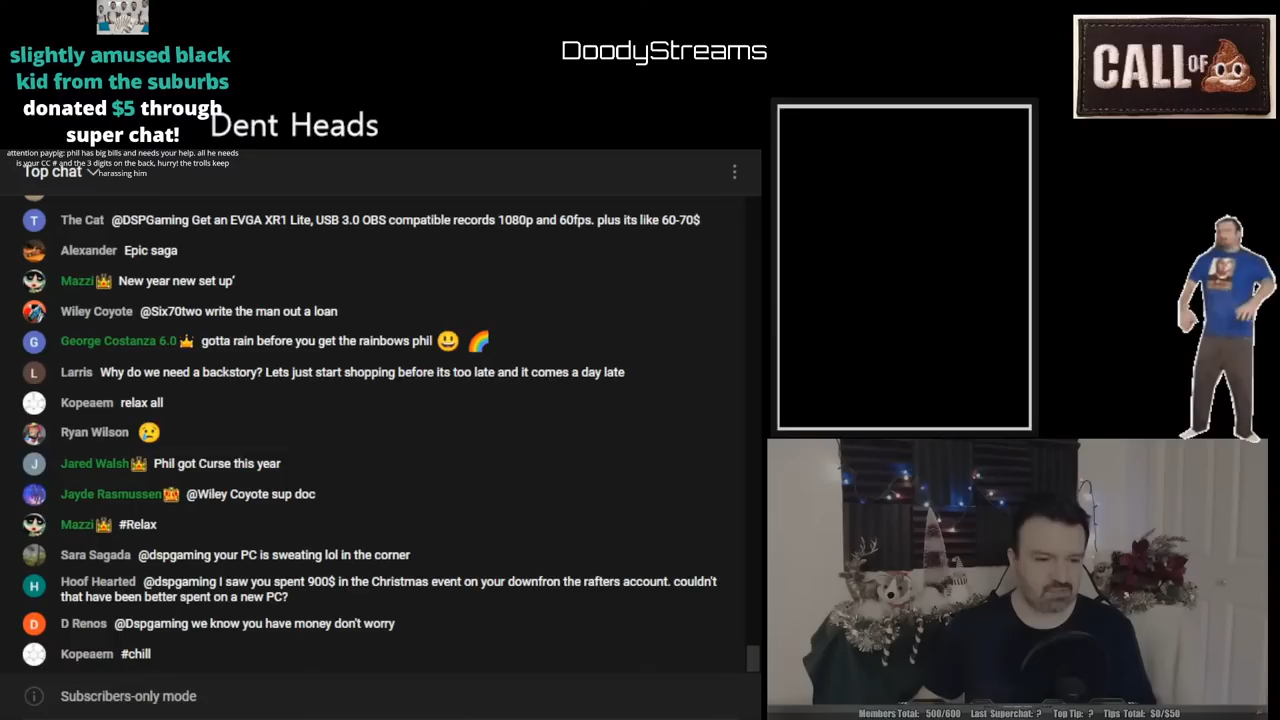 slightly amused black
kid from the suburbs
donated $5 through
super chat!
attention paypig: phil has big bills and needs your help. all he needs
is your CC # and the 3 digits on the back, hurry! the trolls keep
harassing him
DoodyStreams
CALL OF
Dent Heads
Top chat
The Cat @DSPGaming Get an EVGA XR1 Lite, USB 3.0 OBS compatible records 1080p and 60fps. plus its like 60-70$
Alexander Epic saga
Mazzi New year new set up'
Wiley Coyote @Six70two write the man out a loan
George Costanza 6.0 gotta rain before you get the rainbows phil 😃 🌈
Larris Why do we need a backstory? Lets just start shopping before its too late and it comes a day late
Kopeaem relax all
Ryan Wilson 😢
Jared Walsh Phil got Curse this year
Jayde Rasmussen @Wiley Coyote sup doc
Mazzi #Relax
Sara Sagada @dspgaming your PC is sweating lol in the corner
Hoof Hearted @dspgaming I saw you spent 900$ in the Christmas event on your downfron the rafters account. couldn't
that have been better spent on a new PC?
D Renos @Dspgaming we know you have money don't worry
Kopeaem #chill
Subscribers-only mode
Members Total: 500/600 Last Superchat: ? Top Tip: ? Tips Total: $0/$50